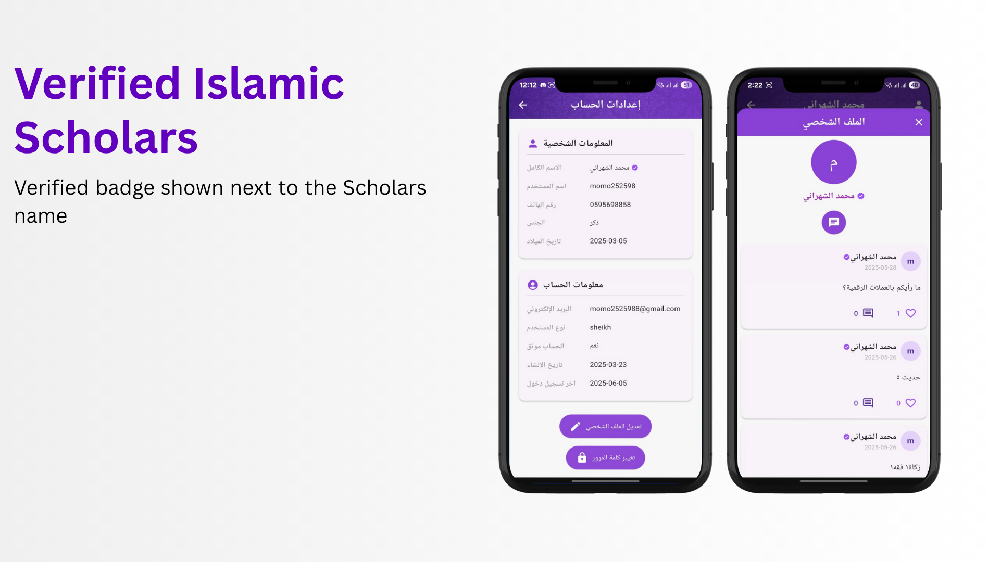 Verified Islamic
Scholars
Verified badge shown next to the Scholars
name
12:12
51
إعدادات الحساب
المعلومات الشخصية
الاسم الكامل محمد الشهراني
اسم المستخدم momo252598
رقم الهاتف 0595698858
الجنس ذكر
تاريخ الميلاد 2025-03-05
معلومات الحساب
البريد الإلكتروني momo2525988@gmail.com
نوع المستخدم sheikh
الحساب موثق نعم
تاريخ الإنشاء 2025-03-23
آخر تسجيل دخول 2025-06-05
تعديل الملف الشخصي
تغيير كلمة المرور
2:22
48
محمد الشهراني
الملف الشخصي
م
محمد الشهراني
m
محمد الشهراني
2025-05-28
ما رأيكم بالعملات الرقمية؟
1 0
m
محمد الشهراني
2025-05-26
حديث ٥
0 0
m
محمد الشهراني
2025-05-26
زكاة١ فقه١